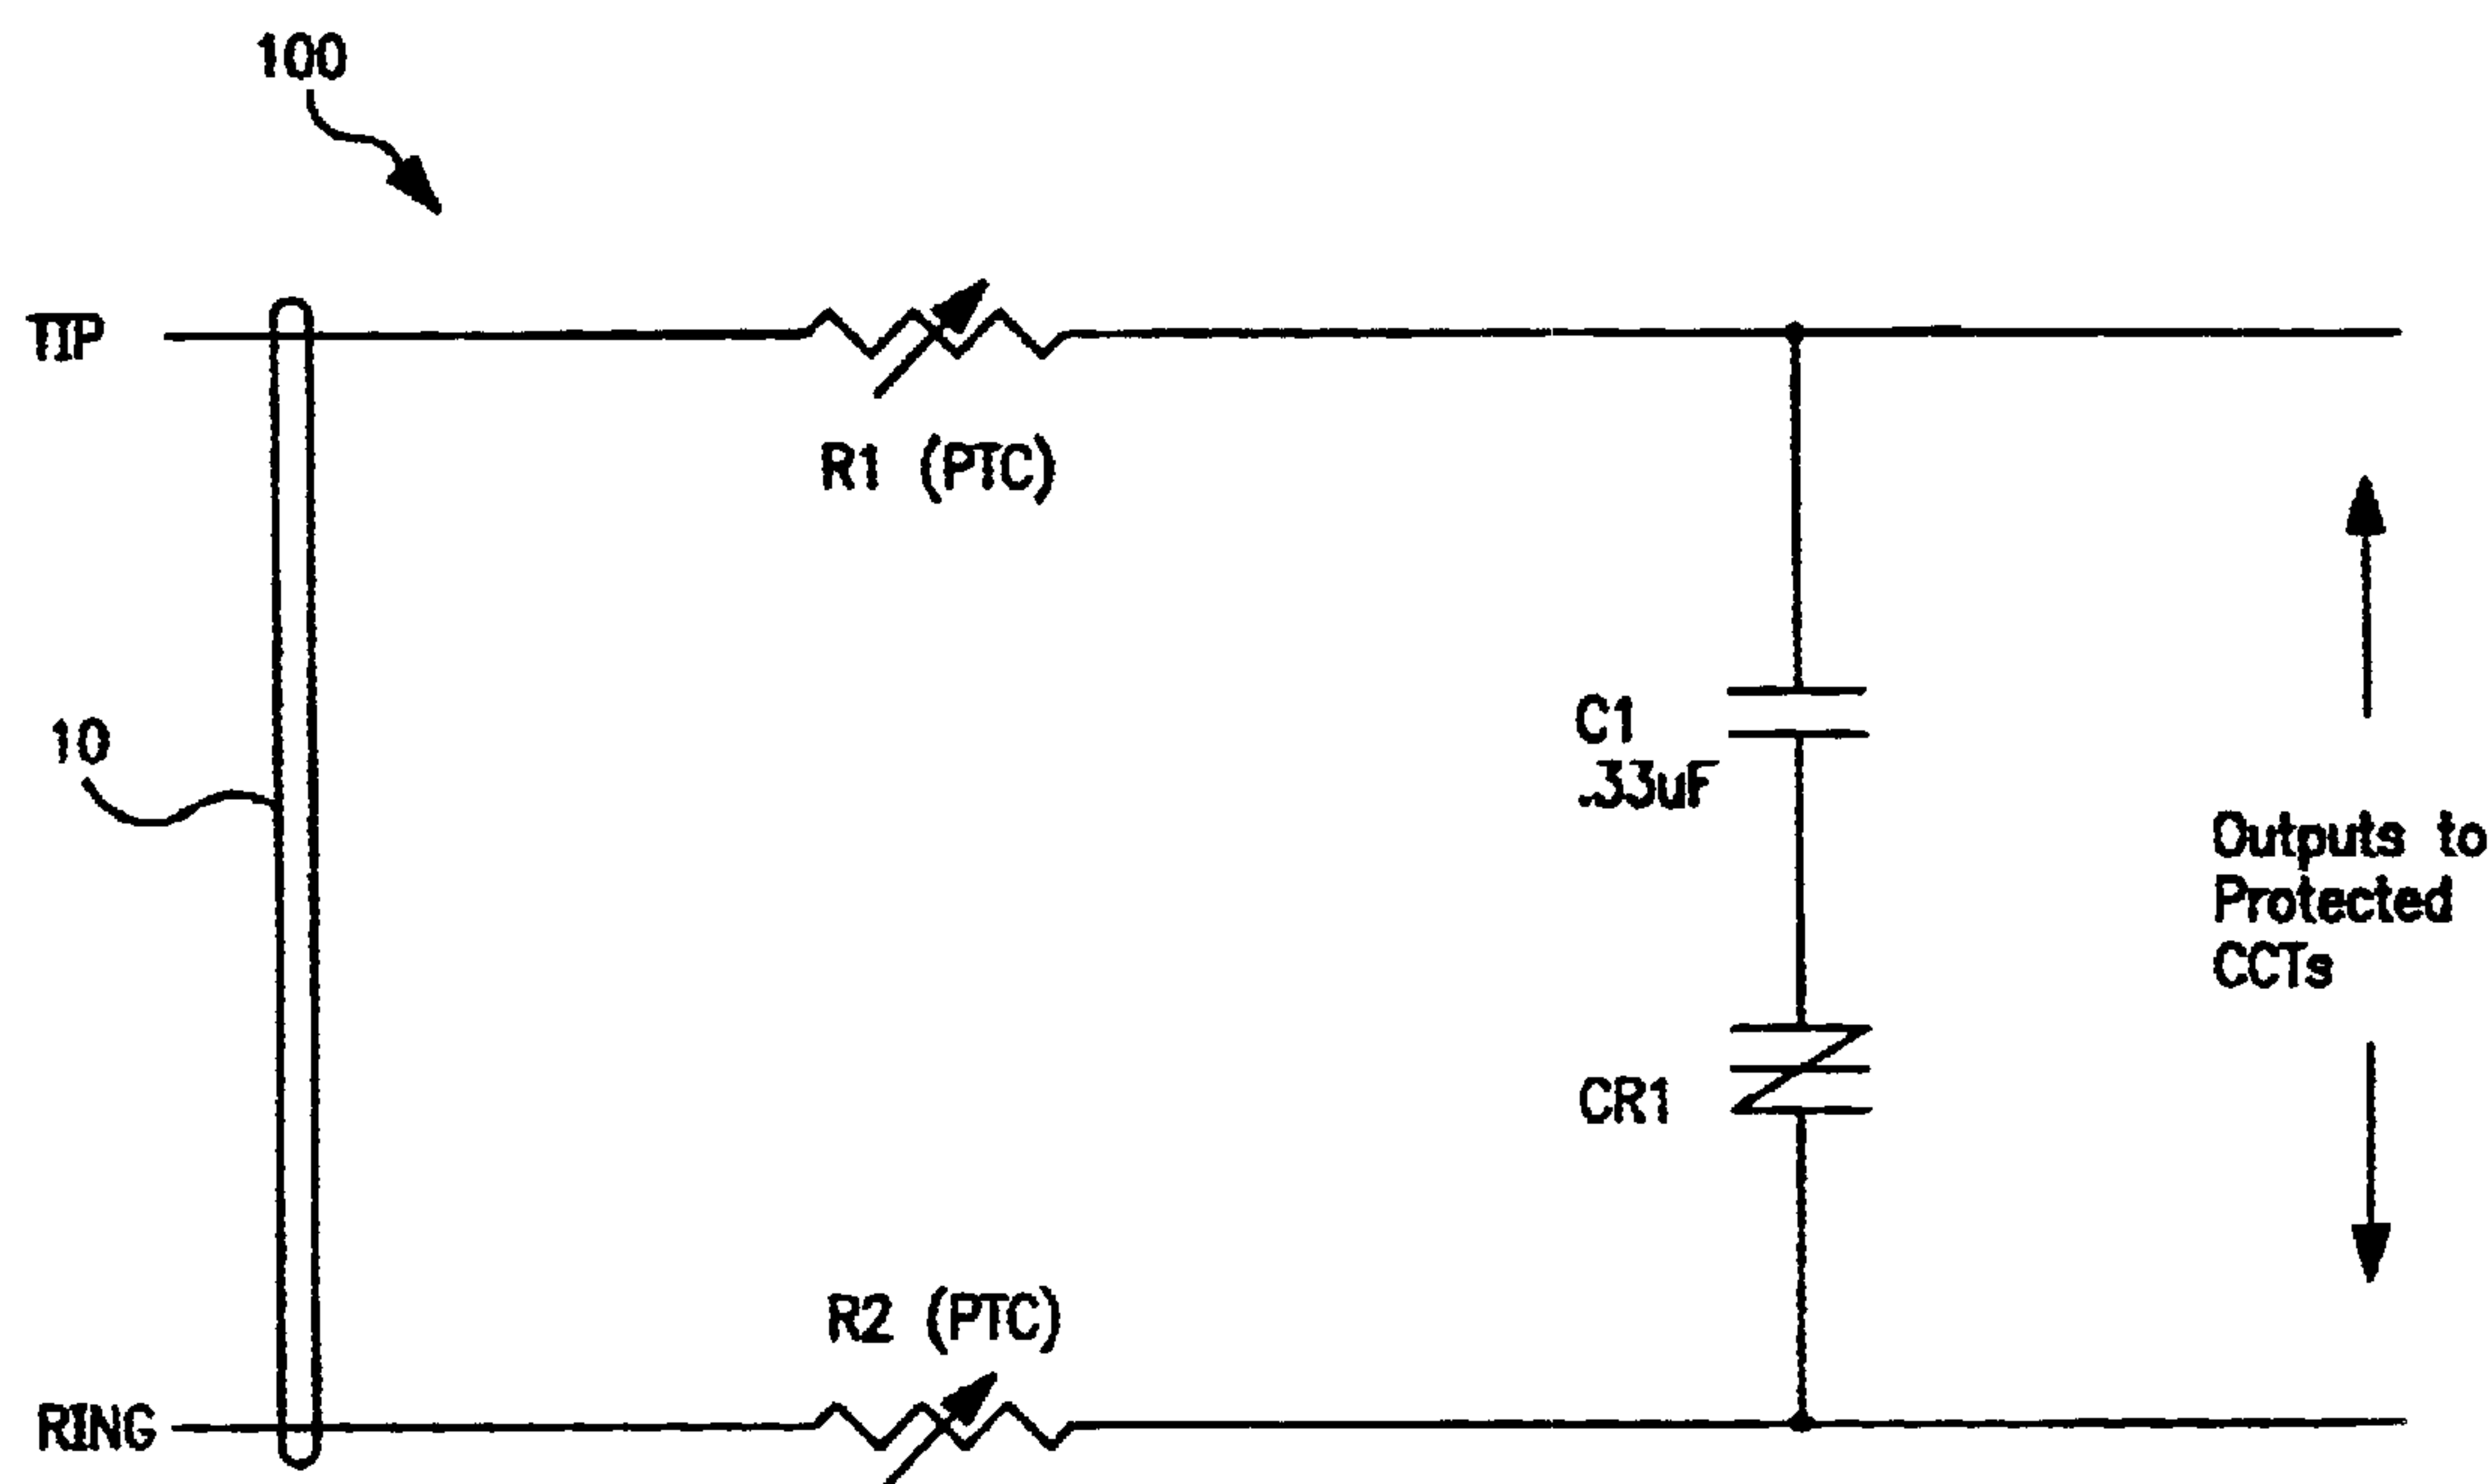 100
TIP
R1 (PTC)
10
C1
.33uF
Outputs to
Protected
CCTs
CR1
R2 (PTC)
RING